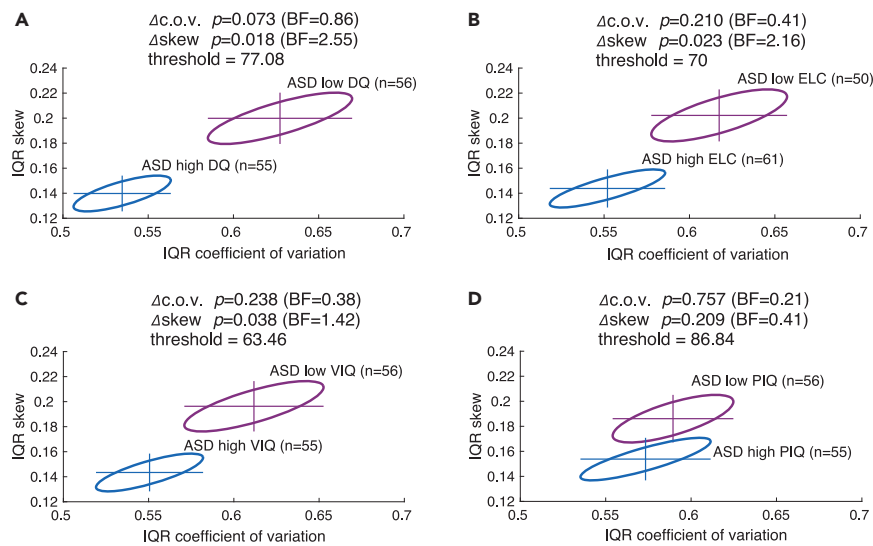 A
Δc.o.v. p=0.073 (BF=0.86)
Δskew p=0.018 (BF=2.55)
threshold = 77.08
0.24
0.22
0.2
0.18
0.16
0.14
0.12
IQR skew
ASD low DQ (n=56)
ASD high DQ (n=55)
0.5
0.55
0.6
0.65
0.7
IQR coefficient of variation
B
Δc.o.v. p=0.210 (BF=0.41)
Δskew p=0.023 (BF=2.16)
threshold = 70
0.24
0.22
0.2
0.18
0.16
0.14
0.12
IQR skew
ASD low ELC (n=50)
ASD high ELC (n=61)
0.5
0.55
0.6
0.65
0.7
IQR coefficient of variation
C
Δc.o.v. p=0.238 (BF=0.38)
Δskew p=0.038 (BF=1.42)
threshold = 63.46
0.24
0.22
0.2
0.18
0.16
0.14
0.12
IQR skew
ASD low VIQ (n=56)
ASD high VIQ (n=55)
0.5
0.55
0.6
0.65
0.7
IQR coefficient of variation
D
Δc.o.v. p=0.757 (BF=0.21)
Δskew p=0.209 (BF=0.41)
threshold = 86.84
0.24
0.22
0.2
0.18
0.16
0.14
0.12
IQR skew
ASD low PIQ (n=56)
ASD high PIQ (n=55)
0.5
0.55
0.6
0.65
0.7
IQR coefficient of variation